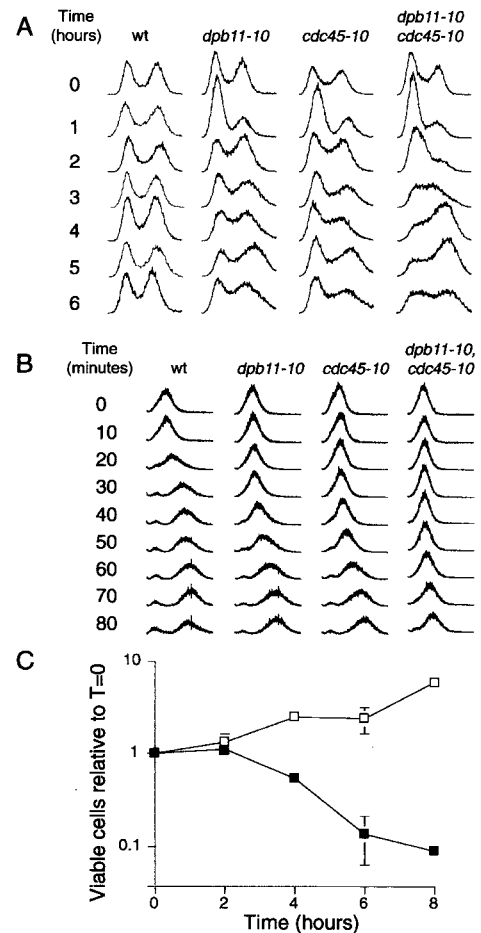 A
Time
(hours)
wt
dpb11-10
cdc45-10
dpb11-10
cdc45-10
0
1
2
3
4
5
6
B
Time
(minutes)
wt
dpb11-10
cdc45-10
dpb11-10,
cdc45-10
0
10
20
30
40
50
60
70
80
C
Viable cells relative to T=0
10
1
0.1
0
2
4
6
8
Time (hours)